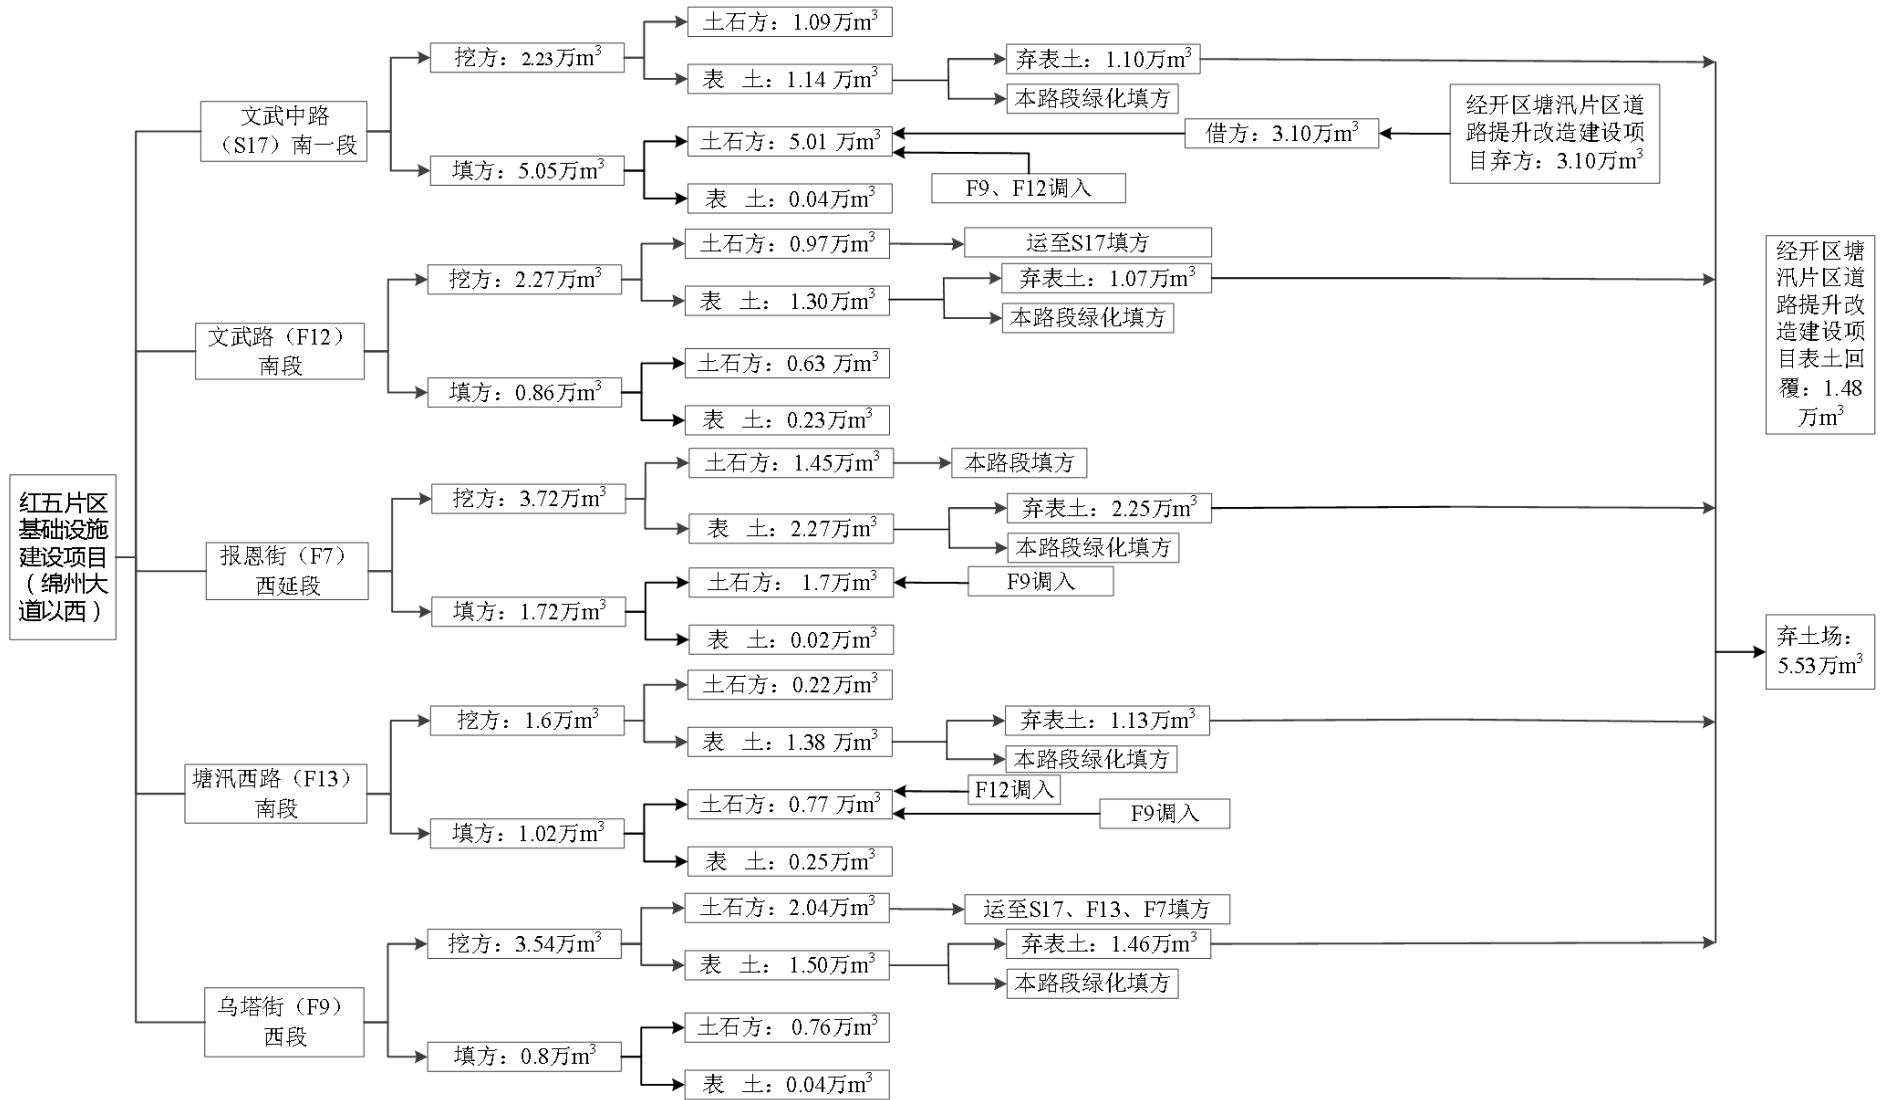 红五片区
基础设施
建设项目
（绵州大
道以西）
文武中路
（S17）南一段
挖方：2.23万m³
土石方：1.09万m³
表 土：1.14 万m³
弃表土：1.10万m³
本路段绿化填方
填方：5.05万m³
土石方：5.01 万m³
表 土：0.04万m³
借方：3.10万m³
F9、F12调入
经开区塘汛片区道
路提升改造建设项
目弃方：3.10万m³
文武路（F12）
南段
挖方：2.27万m³
土石方：0.97万m³
运至S17填方
表 土：1.30万m³
弃表土：1.07万m³
本路段绿化填方
填方：0.86万m³
土石方：0.63 万m³
表 土：0.23万m³
报恩街（F7）
西延段
挖方：3.72万m³
土石方：1.45万m³
本路段填方
表 土：2.27万m³
弃表土：2.25万m³
本路段绿化填方
填方：1.72万m³
土石方：1.7万m³
F9调入
表 土：0.02万m³
塘汛西路（F13）
南段
挖方：1.6万m³
土石方：0.22万m³
表 土：1.38 万m³
弃表土：1.13万m³
本路段绿化填方
填方：1.02万m³
土石方：0.77 万m³
F12调入
F9调入
表 土：0.25万m³
乌塔街（F9）
西段
挖方：3.54万m³
土石方：2.04万m³
运至S17、F13、F7填方
表 土：1.50万m³
弃表土：1.46万m³
本路段绿化填方
填方：0.8万m³
土石方：0.76万m³
表 土：0.04万m³
经开区塘
汛片区道
路提升改
造建设项
目表土回
覆：1.48
万m³
弃土场：
5.53万m³